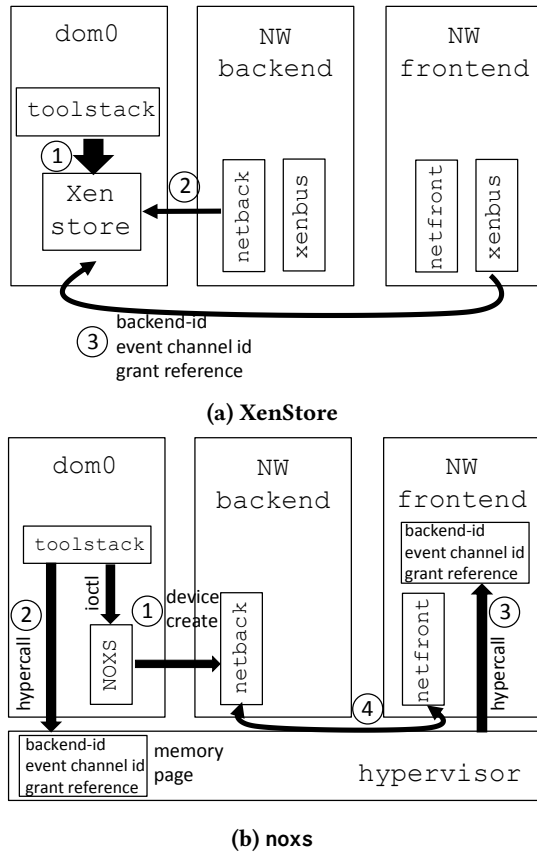 dom0
NW
backend
NW
frontend
toolstack
1
Xen
store
2
netback
xenbus
netfront
xenbus
3
backend-id
event channel id
grant reference
(a) XenStore
dom0
NW
backend
NW
frontend
toolstack
backend-id
event channel id
grant reference
2
hypercall
ioctl
1
device
create
NOXS
netback
netfront
3
hypercall
4
backend-id
event channel id
grant reference
memory
page
hypervisor
(b) noxs